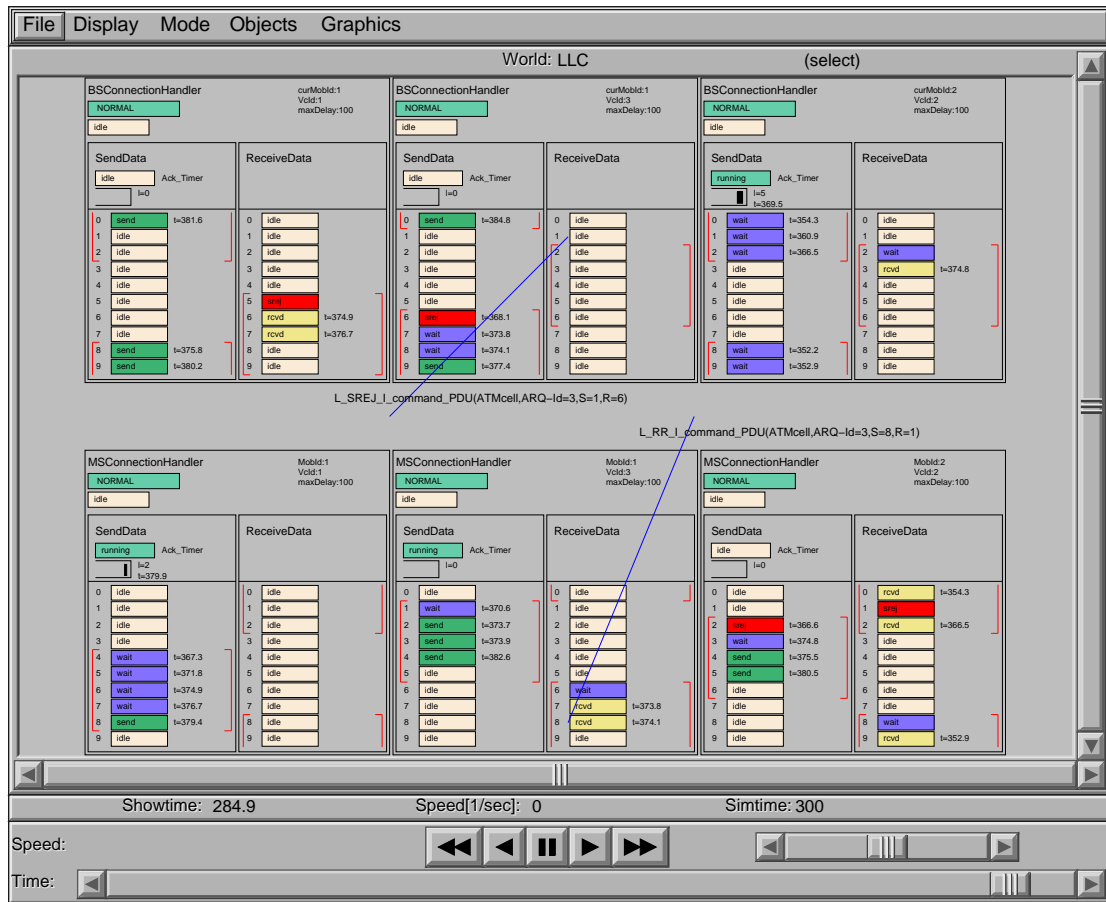 File Display Mode Objects Graphics
World: LLC (select)
BSConnectionHandler
NORMAL
idle
curMobId:1
VcId:1
maxDelay:100
SendData
idle Ack_Timer
l=0
0 send t=381.6
1 idle
2 idle
3 idle
4 idle
5 idle
6 idle
7 idle
8 send t=375.8
9 send t=380.2
ReceiveData
0 idle
1 idle
2 idle
3 idle
4 idle
5 srej
6 rcvd t=374.9
7 rcvd t=376.7
8 idle
9 idle
BSConnectionHandler
NORMAL
idle
curMobId:1
VcId:3
maxDelay:100
SendData
idle Ack_Timer
l=0
0 send t=384.8
1 idle
2 idle
3 idle
4 idle
5 idle
6 srej t=368.1
7 wait t=373.8
8 wait t=374.1
9 send t=377.4
ReceiveData
0 idle
1 idle
2 idle
3 idle
4 idle
5 idle
6 idle
7 idle
8 idle
9 idle
BSConnectionHandler
NORMAL
idle
curMobId:2
VcId:2
maxDelay:100
SendData
running Ack_Timer
l=5
t=369.5
0 wait t=354.3
1 wait t=360.9
2 wait t=366.5
3 idle
4 idle
5 idle
6 idle
7 idle
8 wait t=352.2
9 wait t=352.9
ReceiveData
0 idle
1 idle
2 wait
3 rcvd t=374.8
4 idle
5 idle
6 idle
7 idle
8 idle
9 idle
L_SREJ_I_command_PDU(ATMcell,ARQ−Id=3,S=1,R=6)
L_RR_I_command_PDU(ATMcell,ARQ−Id=3,S=8,R=1)
MSConnectionHandler
NORMAL
idle
MobId:1
VcId:1
maxDelay:100
SendData
running Ack_Timer
l=2
t=379.9
0 idle
1 idle
2 idle
3 idle
4 wait t=367.3
5 wait t=371.8
6 wait t=374.9
7 wait t=376.7
8 send t=379.4
9 idle
ReceiveData
0 idle
1 idle
2 idle
3 idle
4 idle
5 idle
6 idle
7 idle
8 idle
9 idle
MSConnectionHandler
NORMAL
idle
MobId:1
VcId:3
maxDelay:100
SendData
running Ack_Timer
l=0
0 idle
1 wait t=370.6
2 send t=373.7
3 send t=373.9
4 send t=382.6
5 idle
6 idle
7 idle
8 idle
9 idle
ReceiveData
0 idle
1 idle
2 idle
3 idle
4 idle
5 idle
6 wait
7 rcvd t=373.8
8 rcvd t=374.1
9 idle
MSConnectionHandler
NORMAL
idle
MobId:2
VcId:2
maxDelay:100
SendData
idle Ack_Timer
l=0
0 idle
1 idle
2 srej t=366.6
3 wait t=374.8
4 send t=375.5
5 send t=380.5
6 idle
7 idle
8 idle
9 idle
ReceiveData
0 rcvd t=354.3
1 srej
2 rcvd t=366.5
3 idle
4 idle
5 idle
6 idle
7 idle
8 wait
9 rcvd t=352.9
Showtime: 284.9 Speed[1/sec]: 0 Simtime: 300
Speed:
Time: